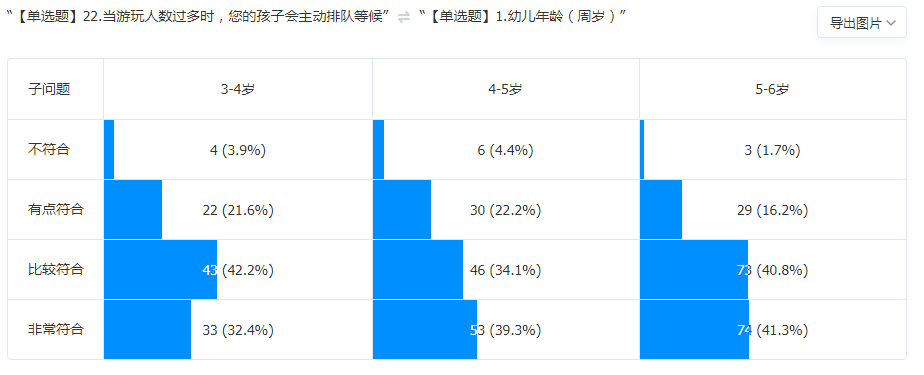 “【单选题】22.当游玩人数过多时，您的孩子会主动排队等候” ⇌ “【单选题】1.幼儿年龄（周岁）”
导出图片
子问题 3-4岁 4-5岁 5-6岁
不符合 4 (3.9%) 6 (4.4%) 3 (1.7%)
有点符合 22 (21.6%) 30 (22.2%) 29 (16.2%)
比较符合 43 (42.2%) 46 (34.1%) 73 (40.8%)
非常符合 33 (32.4%) 53 (39.3%) 74 (41.3%)